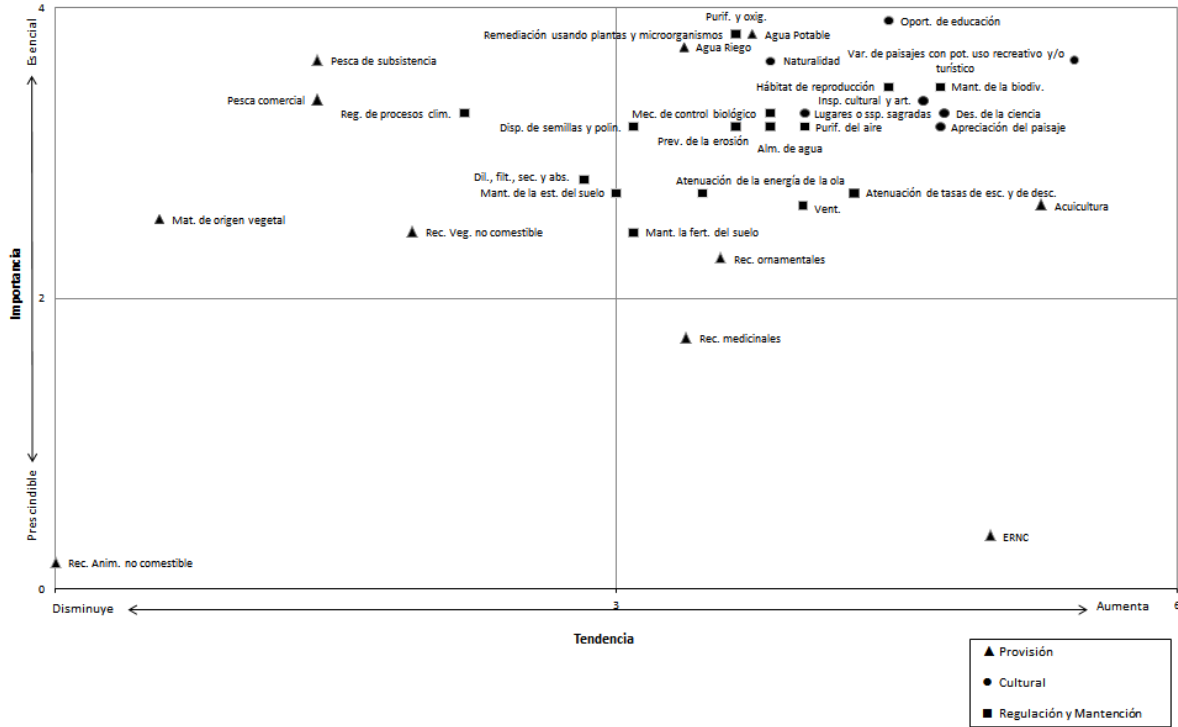 4
Esencial
Importancia
Prescindible
2
0
Purif. y oxig.
Oport. de educación
Remediación usando plantas y microorganismos
Agua Potable
Agua Riego
Var. de paisajes con pot. uso recreativo y/o
turístico
Pesca de subsistencia
Naturalidad
Hábitat de reproducción
Mant. de la biodiv.
Pesca comercial
Insp. cultural y art.
Reg. de procesos clim.
Mec. de control biológico
Lugares o ssp. sagradas
Des. de la ciencia
Disp. de semillas y polin.
Prev. de la erosión
Purif. del aire
Apreciación del paisaje
Alm. de agua
Dil., filt., sec. y abs.
Atenuación de la energía de la ola
Mant. de la est. del suelo
Atenuación de tasas de esc. y de desc.
Vent.
Acuicultura
Mat. de origen vegetal
Rec. Veg. no comestible
Mant. la fert. del suelo
Rec. ornamentales
Rec. medicinales
ERNC
Rec. Anim. no comestible
Disminuye
3
Aumenta
6
Tendencia
Provisión
Cultural
Regulación y Mantención